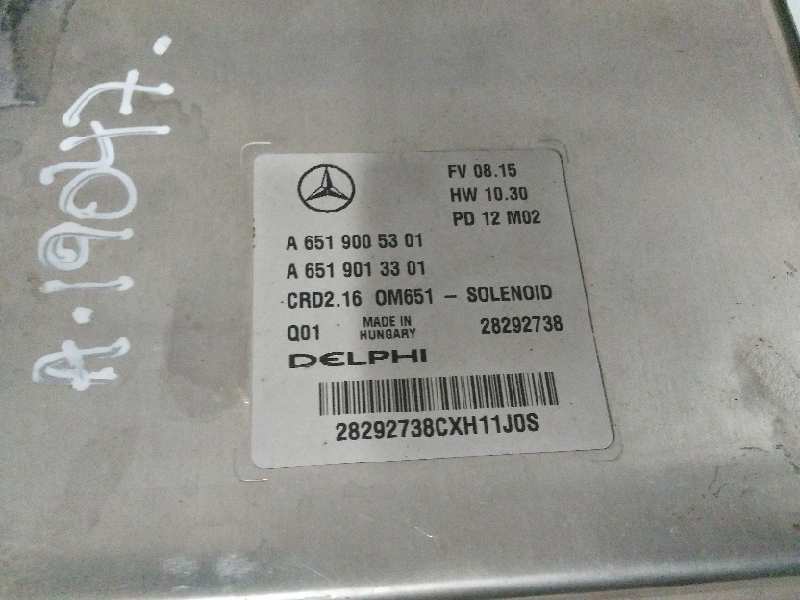 A.19047.
FV 08.15
HW 10.30
PD 12 M02
A 651 900 53 01
A 651 901 33 01
CRD2.16 OM651 - SOLENOID
Q01 MADE IN HUNGARY 28292738
DELPHI
28292738CXH11J0S